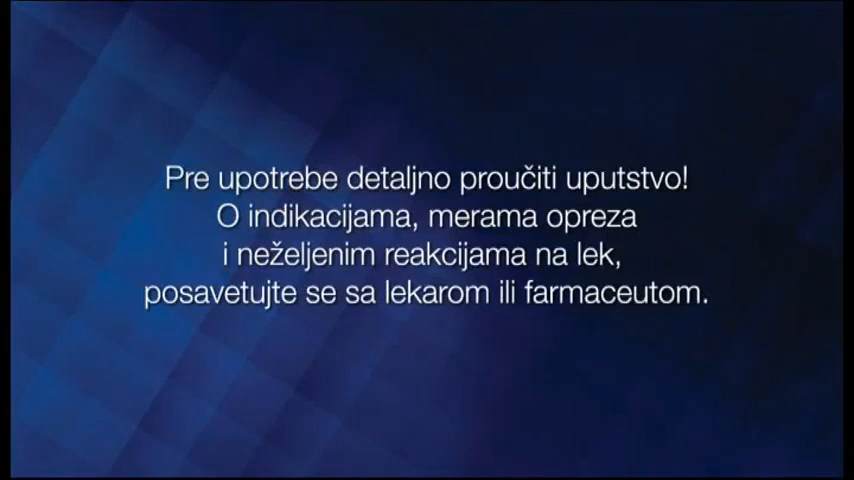 Pre upotrebe detaljno proučiti uputstvo!
O indikacijama, merama opreza
i neželjenim reakcijama na lek,
posavetujte se sa lekarom ili farmaceutom.